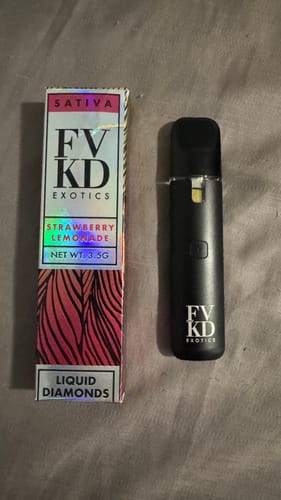 SATIVA
FV
KD
EXOTICS
STRAWBERRY
LEMONADE
NET WT. 3.5G
LIQUID
DIAMONDS
FV
KD
EXOTICS